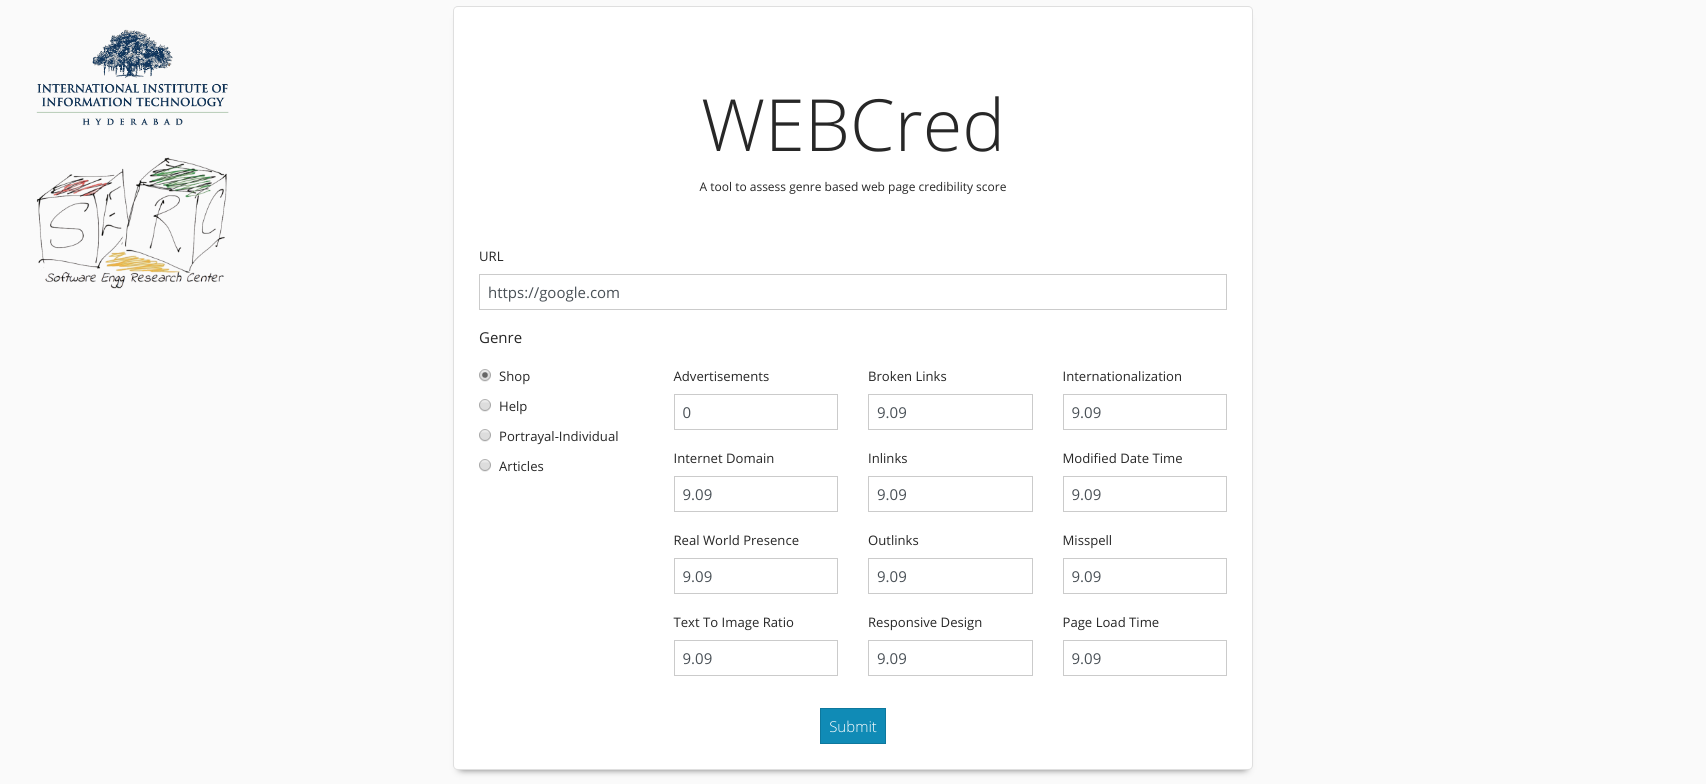 INTERNATIONAL INSTITUTE OF
INFORMATION TECHNOLOGY
HYDERABAD
SERC
Software Engg Research Center
WEBCred
A tool to assess genre based web page credibility score
URL
https://google.com
Genre
Shop
Help
Portrayal-Individual
Articles
Advertisements Broken Links Internationalization
0 9.09 9.09
Internet Domain Inlinks Modified Date Time
9.09 9.09 9.09
Real World Presence Outlinks Misspell
9.09 9.09 9.09
Text To Image Ratio Responsive Design Page Load Time
9.09 9.09 9.09
Submit